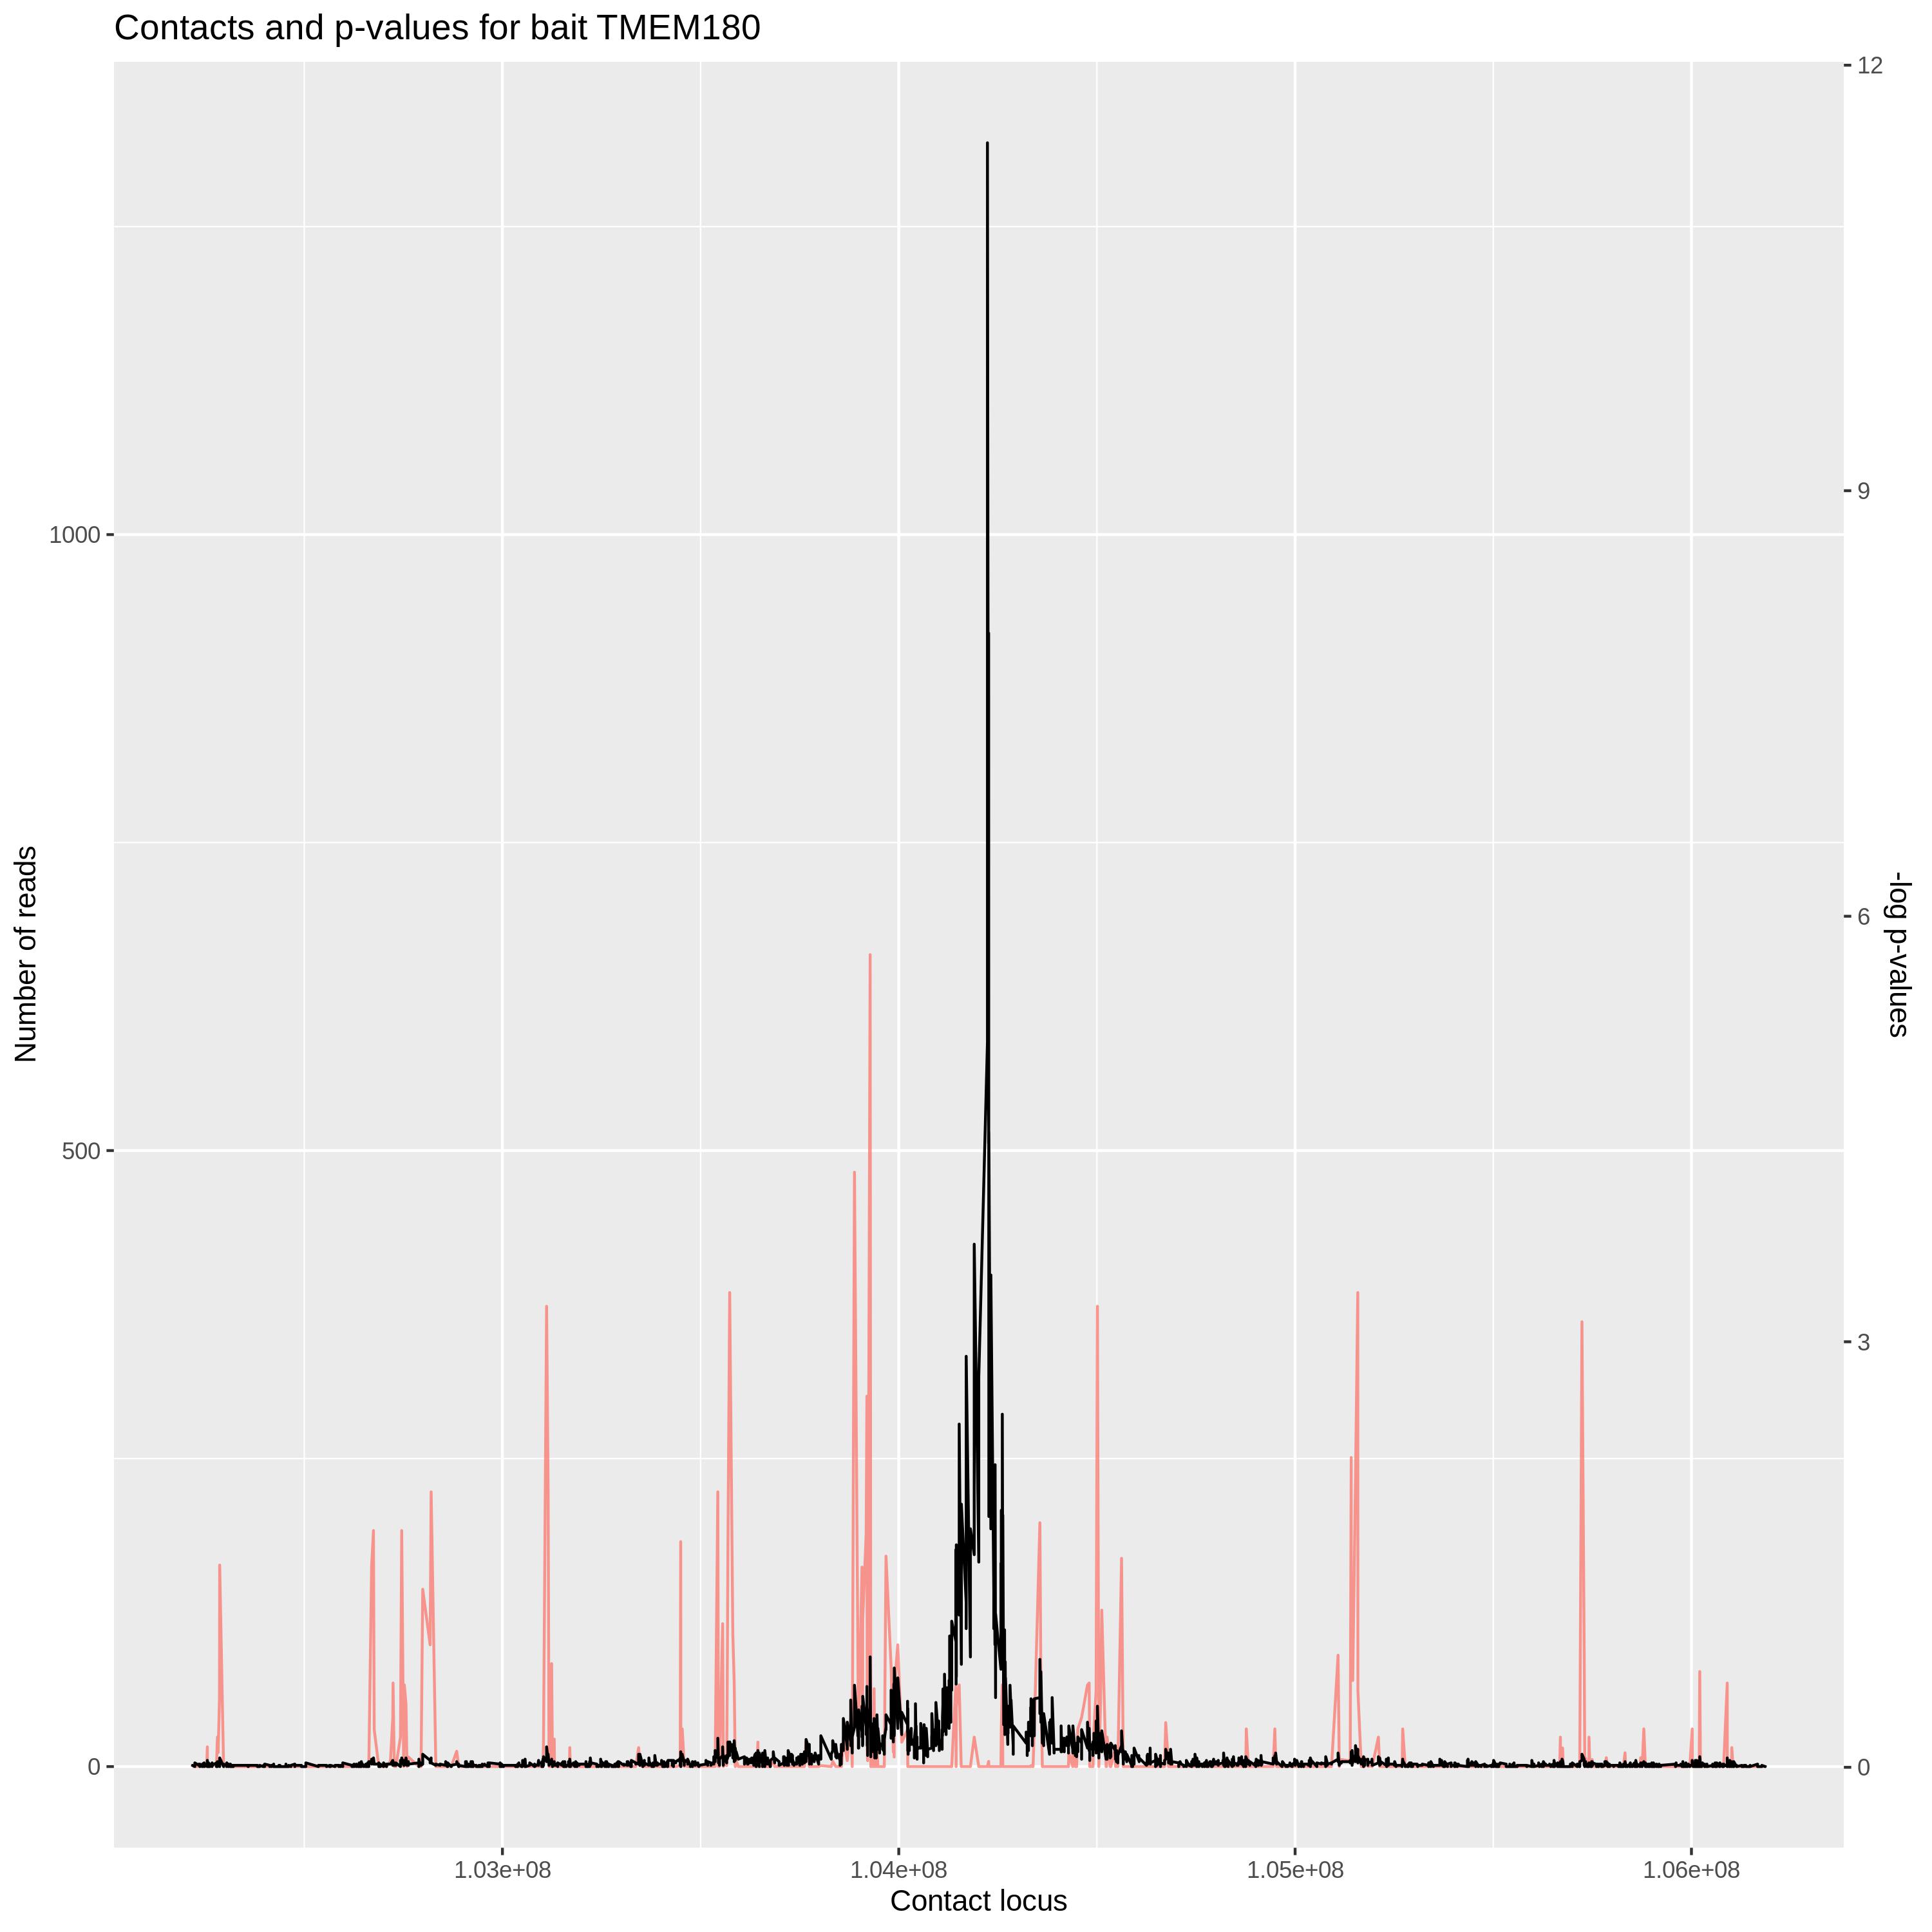 Contacts and p-values for bait TMEM180
Number of reads
1000
500
0
12
9
6
3
0
-log p-values
1.03e+08
1.04e+08
1.05e+08
1.06e+08
Contact locus